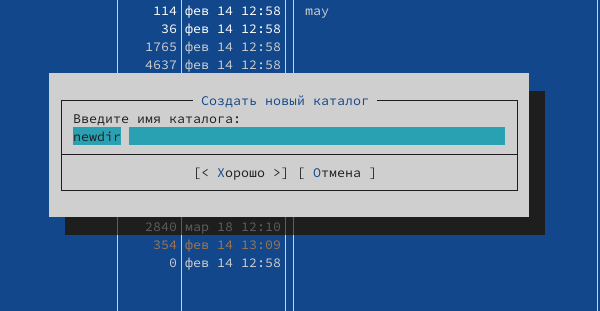 114 фев 14 12:58 may
36 фев 14 12:58
1765 фев 14 12:58
4637 фев 14 12:58
Создать новый каталог
Введите имя каталога:
newdir
[< Хорошо >] [ Отмена ]
2840 мар 18 12:10
354 фев 14 13:09
0 фев 14 12:58